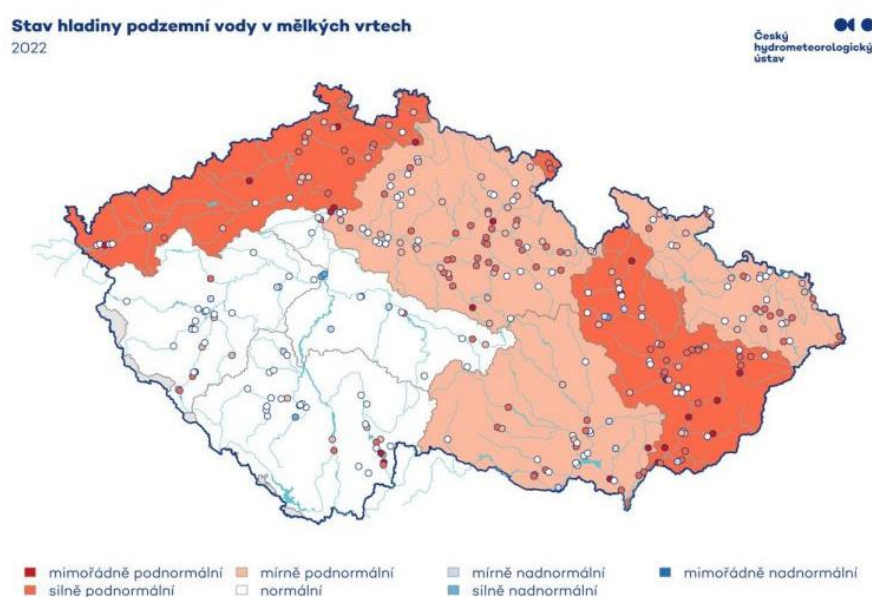 Stav hladiny podzemní vody v mělkých vrtech
2022
Český
hydrometeorologický
ústav
mimořádně podnormální
silně podnormální
mírně podnormální
normální
mírně nadnormální
silně nadnormální
mimořádně nadnormální